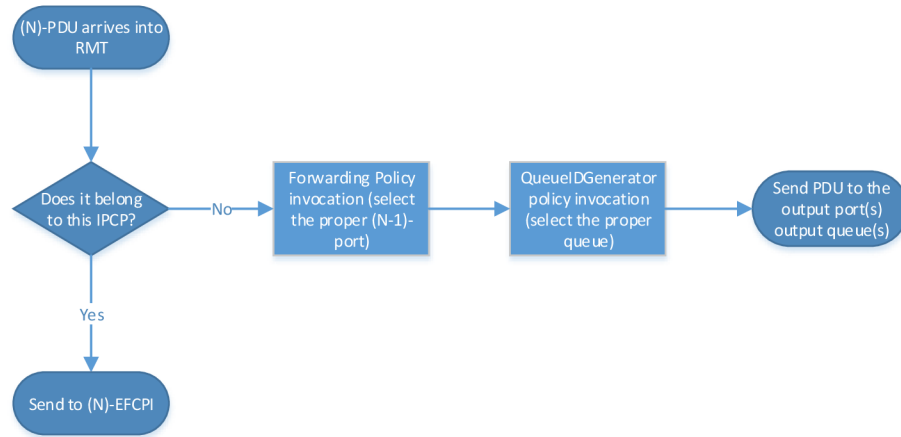 (N)-PDU arrives into
RMT
Does it belong
to this IPCP?
No
Forwarding Policy
invocation (select
the proper (N-1)-
port)
QueueIDGenerator
policy invocation
(select the proper
queue)
Send PDU to the
output port(s)
output queue(s)
Yes
Send to (N)-EFCPI